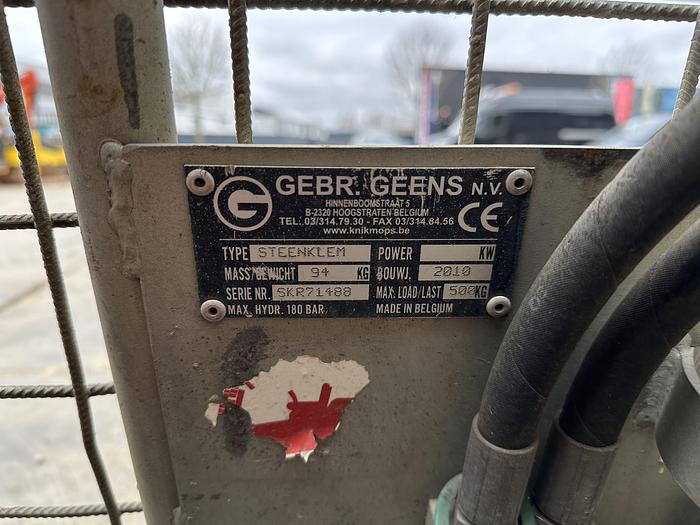 G GEBR. GEENS N.V.
HINNENBOOMSTRAAT 5
B-2320 HOOGSTRATEN/BELGIUM
TEL. 03/314.79.30 - FAX 03/314.84.56
www.knikmops.be
CE
TYPE STEENKLEM POWER KW
MASS/GEWICHT 94 KG BOUWJ. 2010
SERIE NR. SKR71488 MAX. LOAD/LAST 500KG
MAX. HYDR. 180 BAR. MADE IN BELGIUM